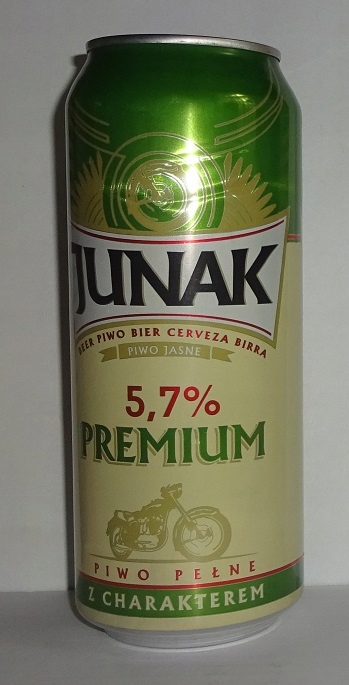 JUNAK
BEER PIWO BIER CERVEZA BIRRA
PIWO JASNE
5,7%
PREMIUM
PIWO PEŁNE
Z CHARAKTEREM